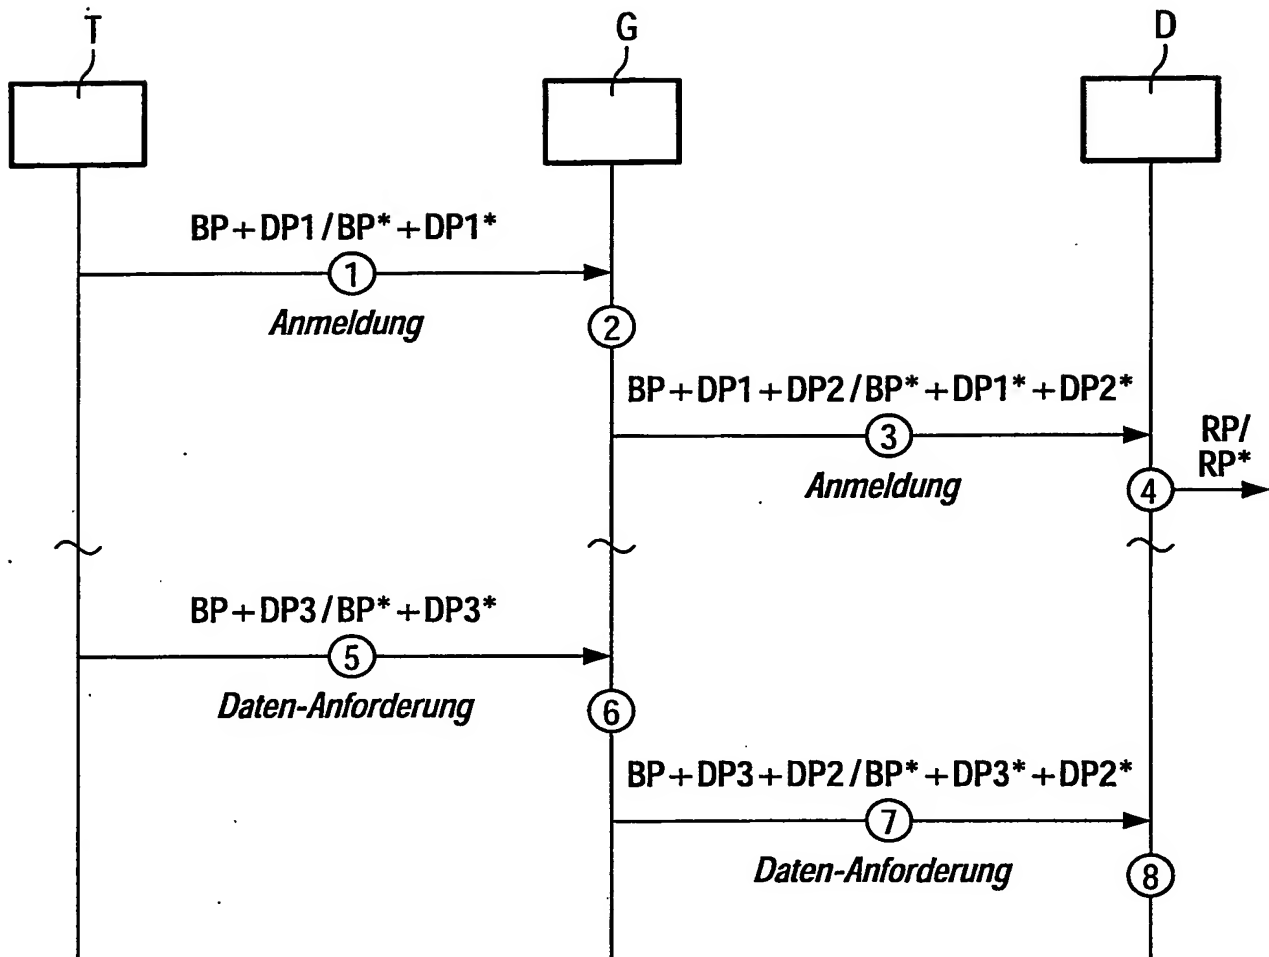 T
G
D
BP+DP1/BP*+DP1*
1
Anmeldung
2
BP+DP1+DP2/BP*+DP1*+DP2*
3
Anmeldung
RP/
RP*
4
BP+DP3/BP*+DP3*
5
Daten-Anforderung
6
BP+DP3+DP2/BP*+DP3*+DP2*
7
Daten-Anforderung
8